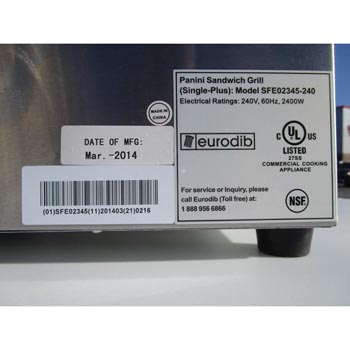 Panini Sandwich Grill
(Single-Plus): Model SFE02345-240
Electrical Ratings: 240V, 60Hz, 2400W
MADE IN
CHINA
DATE OF MFG:
Mar.-2014
eurodib
C UL US
LISTED
27S6
COMMERCIAL COOKING
APPLIANCE
(01)SFE02345(11)201403(21)0216
For service or Inquiry, please
call Eurodib (Toll free) at:
1 888 956 6866
NSF